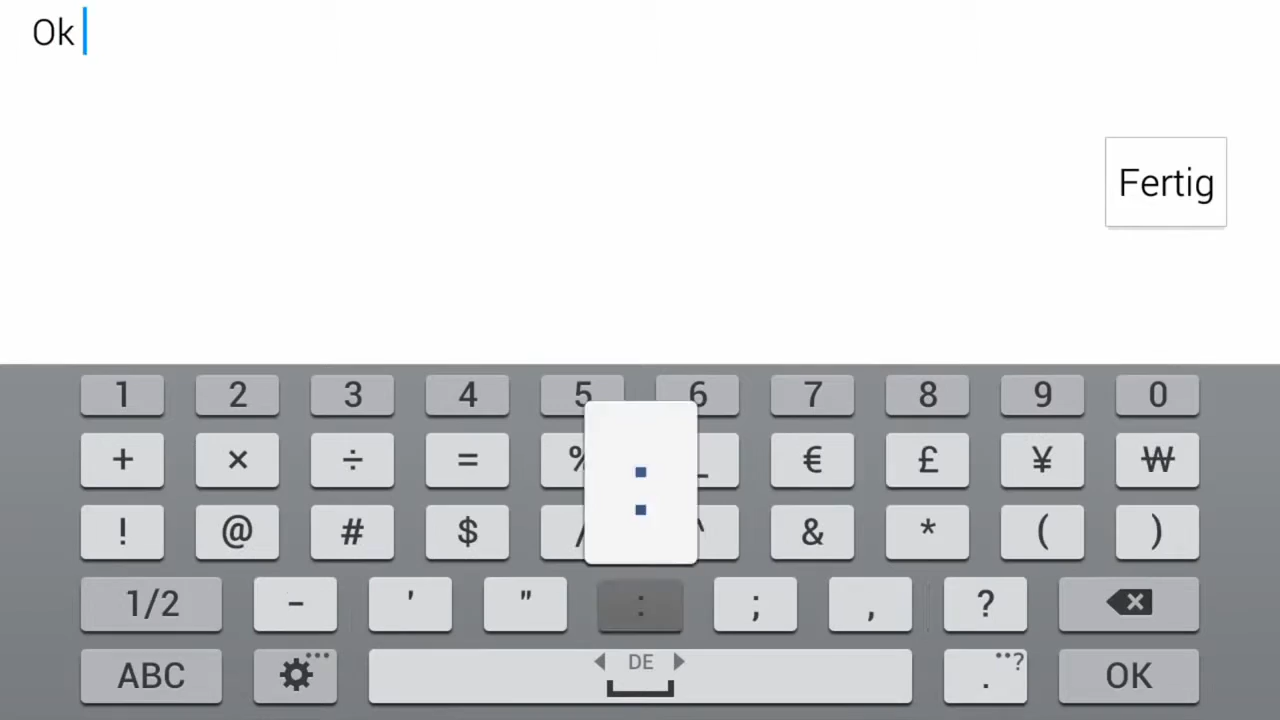 Ok
Fertig
1 2 3 4 5 6 7 8 9 0
+ × ÷ = % _ € £ ¥ ₩
:
! @ # $ / ^ & * ( )
1/2 - ' " : ; , ?
ABC DE . ? OK